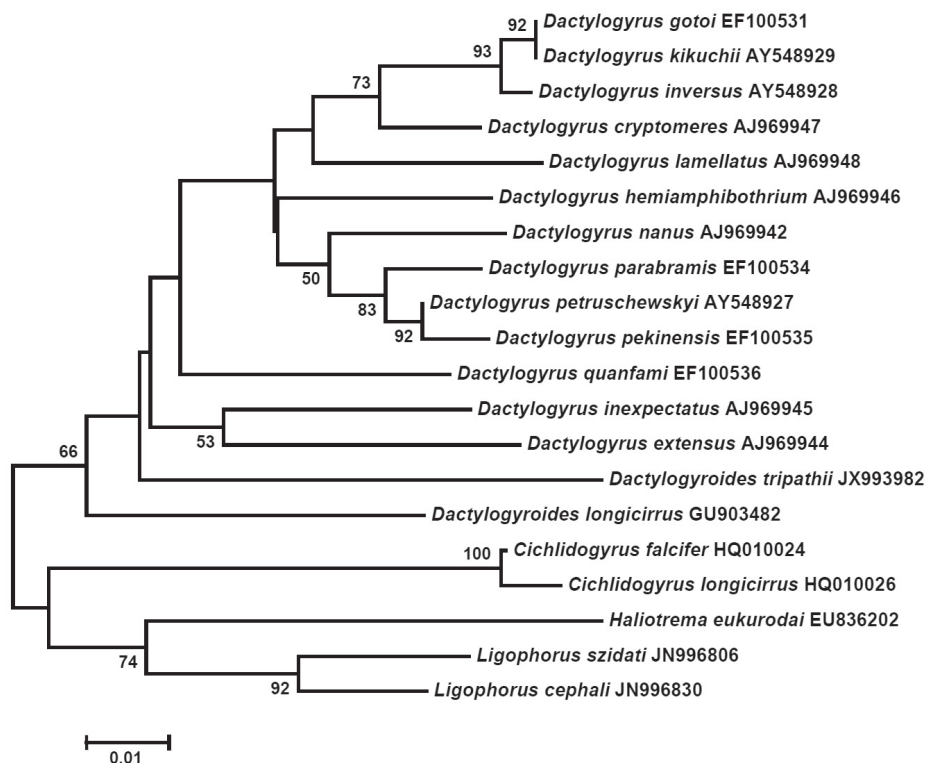 92
Dactylogyrus gotoi EF100531
93
Dactylogyrus kikuchii AY548929
73
Dactylogyrus inversus AY548928
Dactylogyrus cryptomeres AJ969947
Dactylogyrus lamellatus AJ969948
Dactylogyrus hemiamphibothrium AJ969946
Dactylogyrus nanus AJ969942
50
Dactylogyrus parabramis EF100534
83
Dactylogyrus petruschewskyi AY548927
92
Dactylogyrus pekinensis EF100535
Dactylogyrus quanfami EF100536
Dactylogyrus inexpectatus AJ969945
53
Dactylogyrus extensus AJ969944
66
Dactylogyroides tripathii JX993982
Dactylogyroides longicirrus GU903482
100
Cichlidogyrus falcifer HQ010024
Cichlidogyrus longicirrus HQ010026
Haliotrema eukurodai EU836202
74
Ligophorus szidati JN996806
92
Ligophorus cephali JN996830
0.01